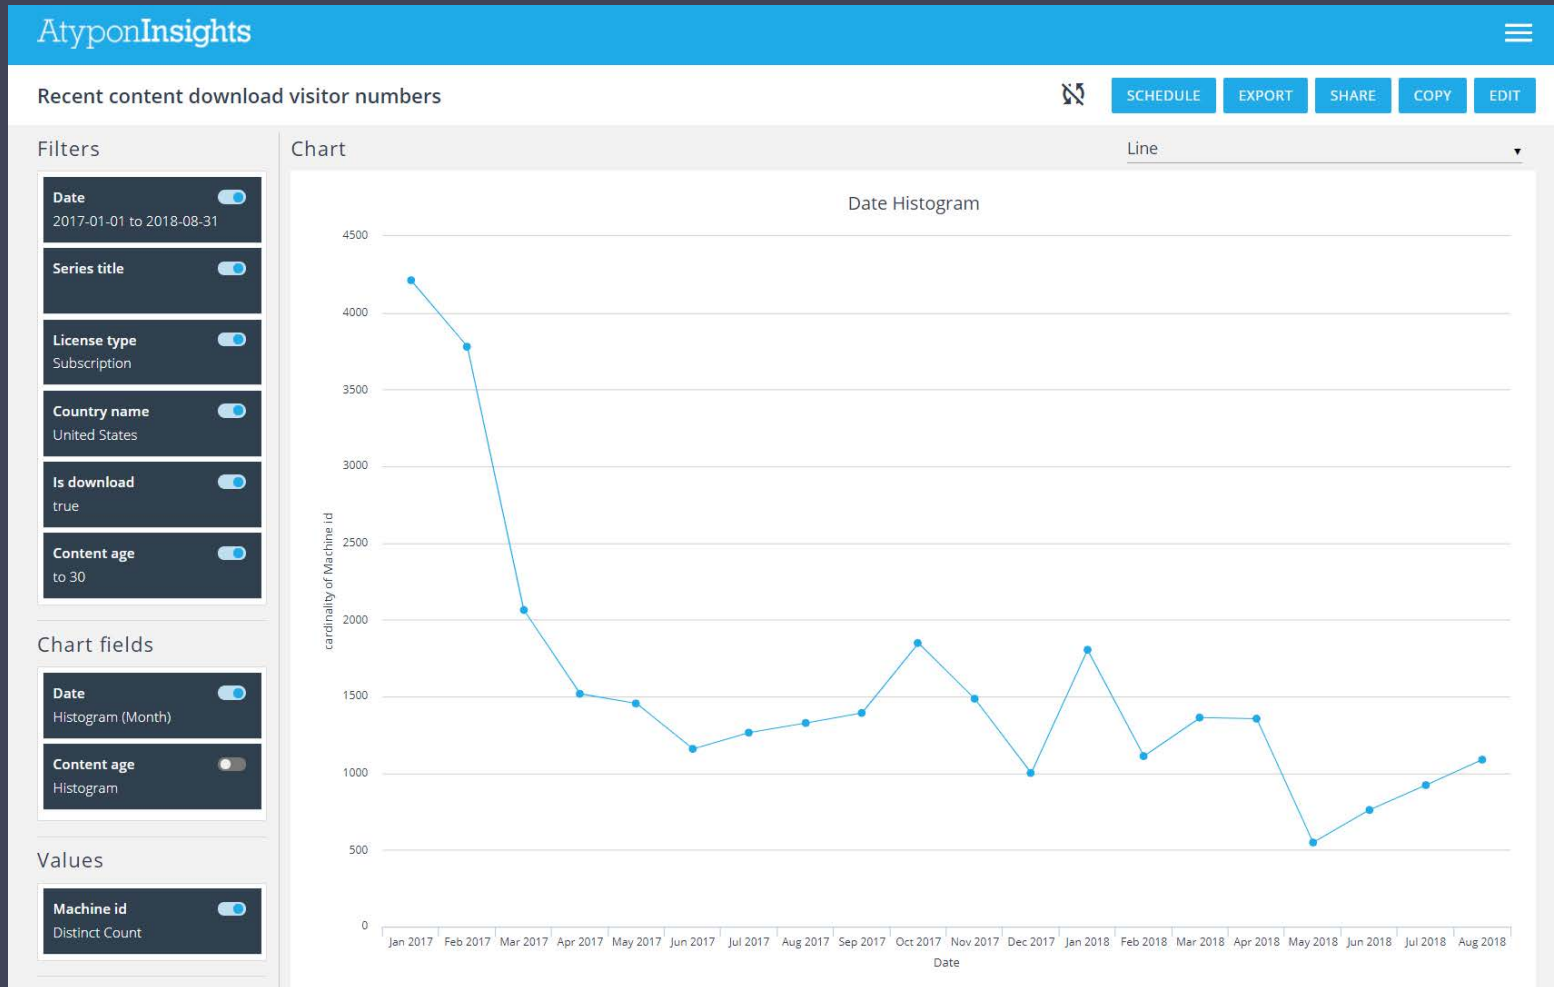 AtyponInsights
Recent content download visitor numbers
SCHEDULE
EXPORT
SHARE
COPY
EDIT
Filters
Date
2017-01-01 to 2018-08-31
Series title
License type
Subscription
Country name
United States
Is download
true
Content age
to 30
Chart fields
Date
Histogram (Month)
Content age
Histogram
Values
Machine id
Distinct Count
Chart
Line
Date Histogram
4500
4000
3500
3000
2500
2000
1500
1000
500
0
cardinality of Machine id
Jan 2017 Feb 2017 Mar 2017 Apr 2017 May 2017 Jun 2017 Jul 2017 Aug 2017 Sep 2017 Oct 2017 Nov 2017 Dec 2017 Jan 2018 Feb 2018 Mar 2018 Apr 2018 May 2018 Jun 2018 Jul 2018 Aug 2018
Date